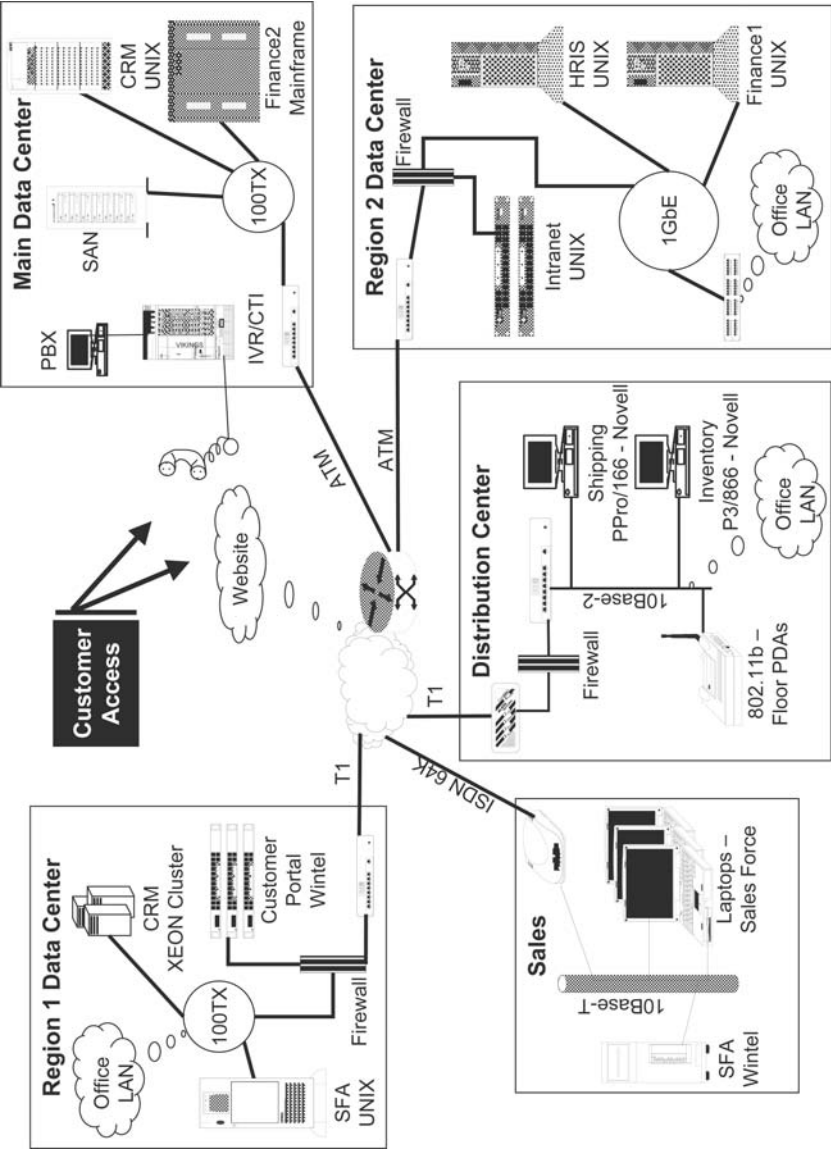 Customer
Access
Region 1 Data Center
Office
LAN
CRM
XEON Cluster
100TX
Customer
Portal
Wintel
SFA
UNIX
Firewall
T1
Website
Main Data Center
PBX
VIKINGS
IVR/CTI
SAN
CRM
UNIX
Finance2
Mainframe
100TX
ATM
ATM
Region 2 Data Center
Firewall
Intranet
UNIX
HRIS
UNIX
Finance1
UNIX
1GbE
Office
LAN
ISDN 64K
T1
Sales
10Base-T
SFA
Wintel
Laptops –
Sales Force
Distribution Center
Firewall
Shipping
PPro/166 - Novell
Inventory
P3/866 - Novell
10Base-2
802.11b –
Floor PDAs
Office
LAN